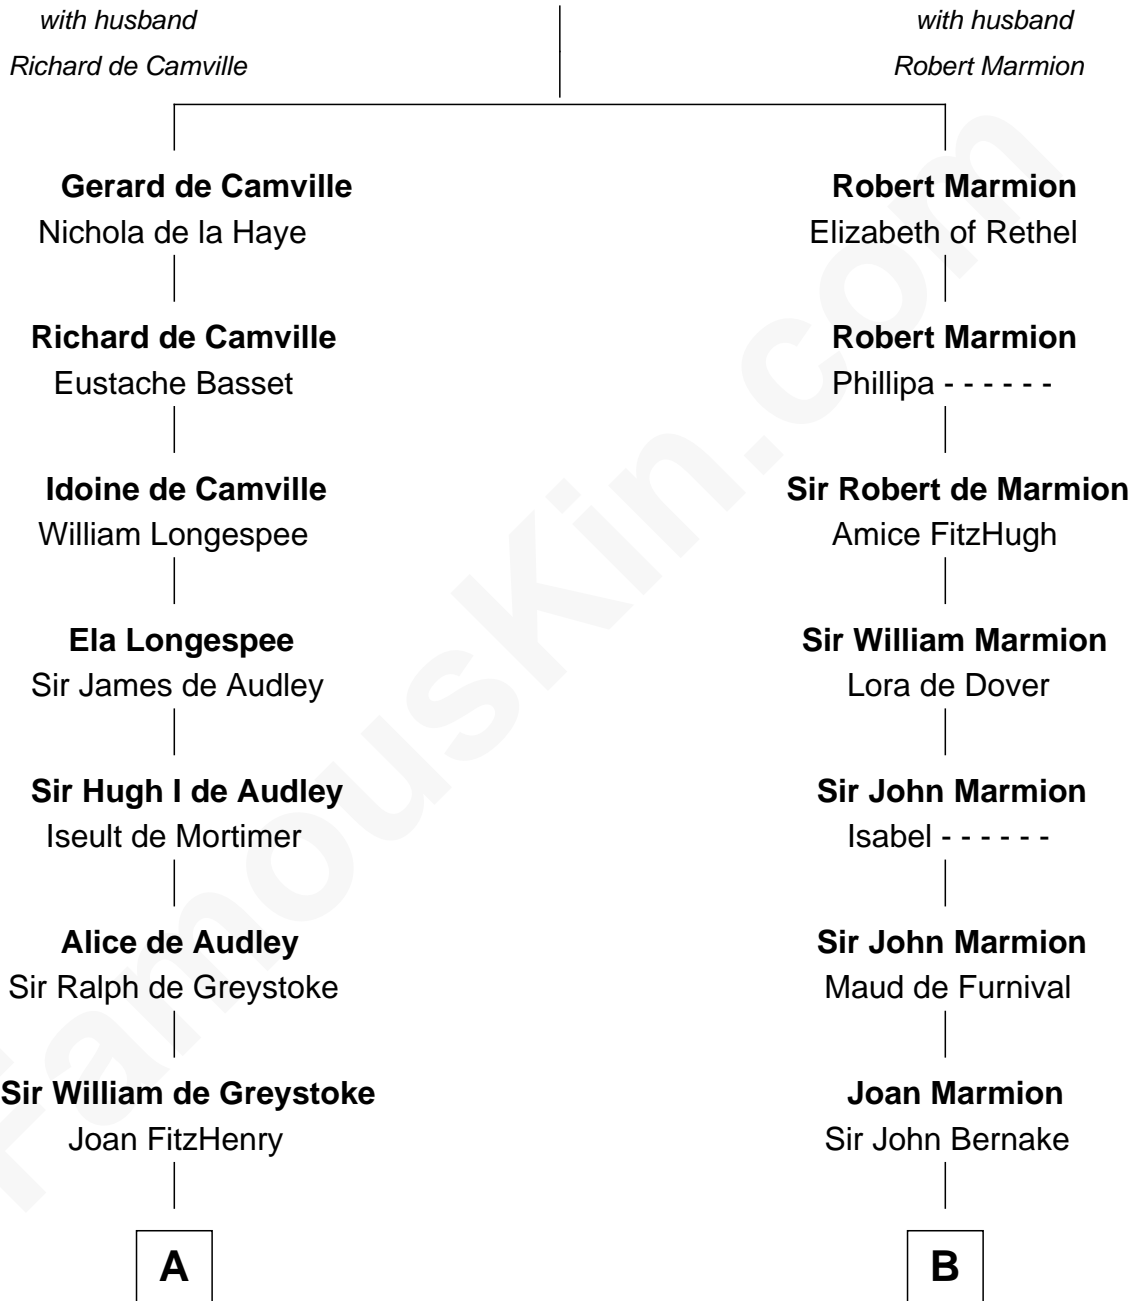 with husband
Richard de Camville
with husband
Robert Marmion
Gerard de Camville
Nichola de la Haye
Robert Marmion
Elizabeth of Rethel
Richard de Camville
Eustache Basset
Robert Marmion
Phillipa - - - - - -
Idoine de Camville
William Longespee
Sir Robert de Marmion
Amice FitzHugh
Ela Longespee
Sir James de Audley
Sir William Marmion
Lora de Dover
Sir Hugh I de Audley
Iseult de Mortimer
Sir John Marmion
Isabel - - - - - -
Alice de Audley
Sir Ralph de Greystoke
Sir John Marmion
Maud de Furnival
Sir William de Greystoke
Joan FitzHenry
Joan Marmion
Sir John Bernake
A
B
FamousKin.com